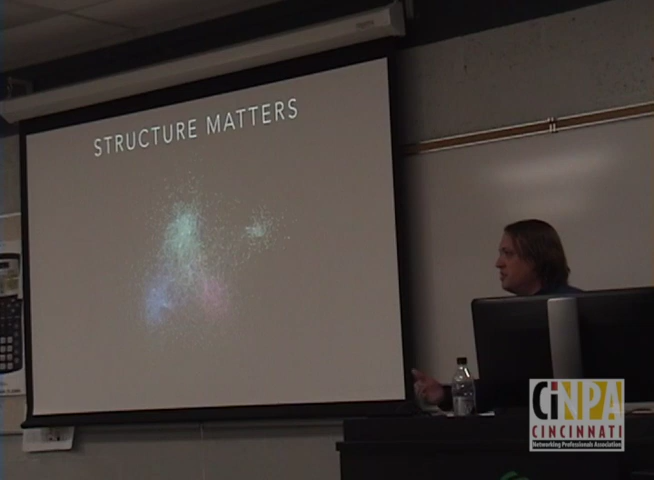 STRUCTURE MATTERS
CiNPA
CINCINNATI
Networking Professionals Association